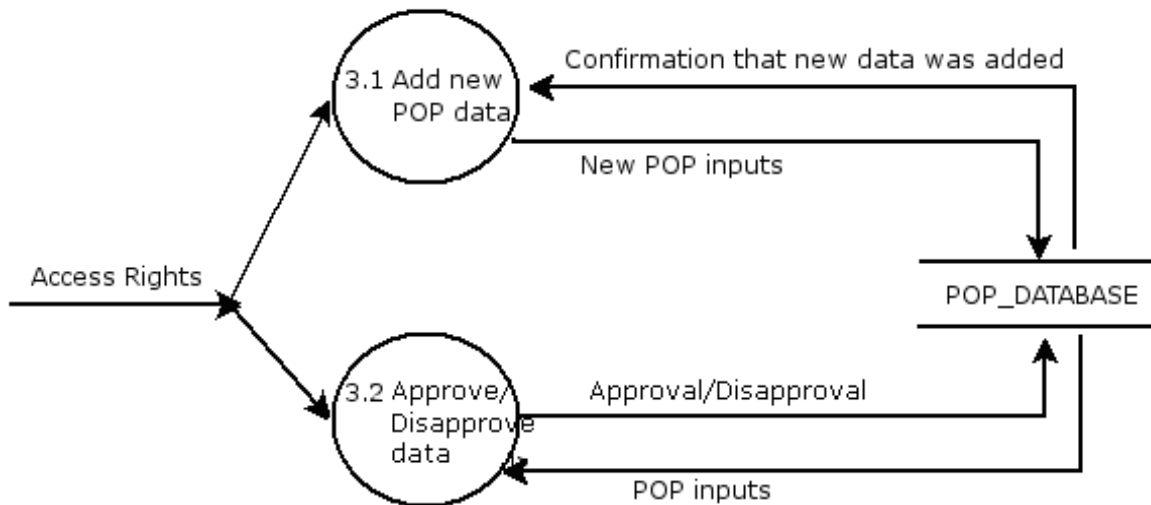 Confirmation that new data was added
3.1 Add new
POP data
New POP inputs
Access Rights
POP_DATABASE
3.2 Approve/
Disapprove
data
Approval/Disapproval
POP inputs